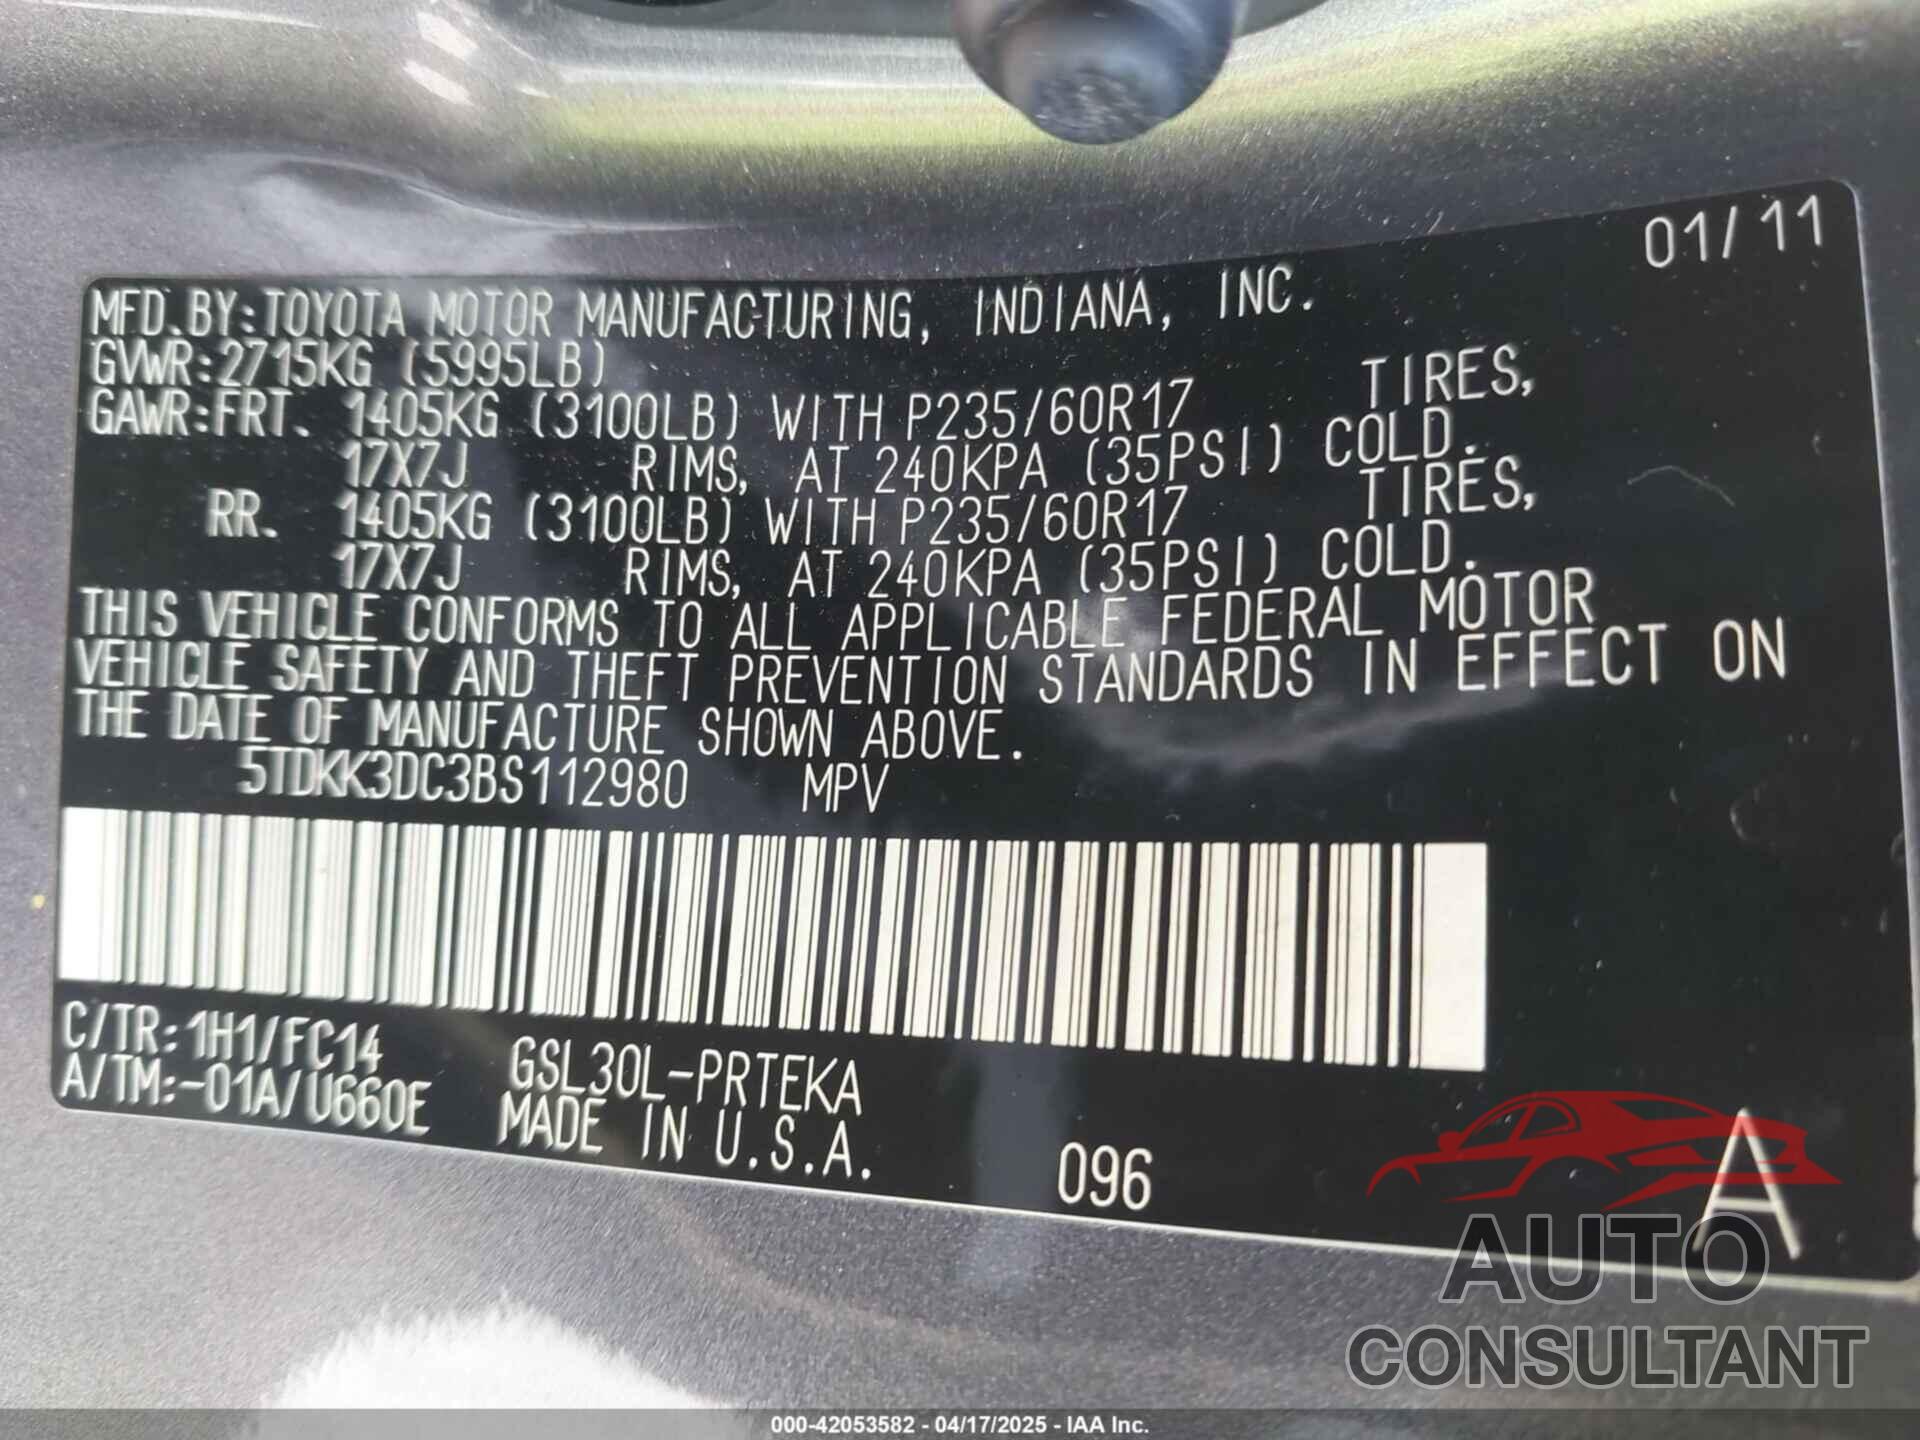 01/11
MFD.BY:TOYOTA MOTOR MANUFACTURING, INDIANA, INC.
GVWR:2715KG (5995LB)
GAWR:FRT. 1405KG (3100LB) WITH P235/60R17 TIRES,
17X7J RIMS, AT 240KPA (35PSI) COLD.
RR. 1405KG (3100LB) WITH P235/60R17 TIRES,
17X7J RIMS, AT 240KPA (35PSI) COLD.
THIS VEHICLE CONFORMS TO ALL APPLICABLE FEDERAL MOTOR
VEHICLE SAFETY AND THEFT PREVENTION STANDARDS IN EFFECT ON
THE DATE OF MANUFACTURE SHOWN ABOVE.
5TDKK3DC3BS112980 MPV
C/TR:1H1/FC14 GSL30L-PRTEKA
A/TM:-01A/U660E MADE IN U.S.A.
096 A
AUTO
CONSULTANT
000-42053582 - 04/17/2025 - IAA Inc.